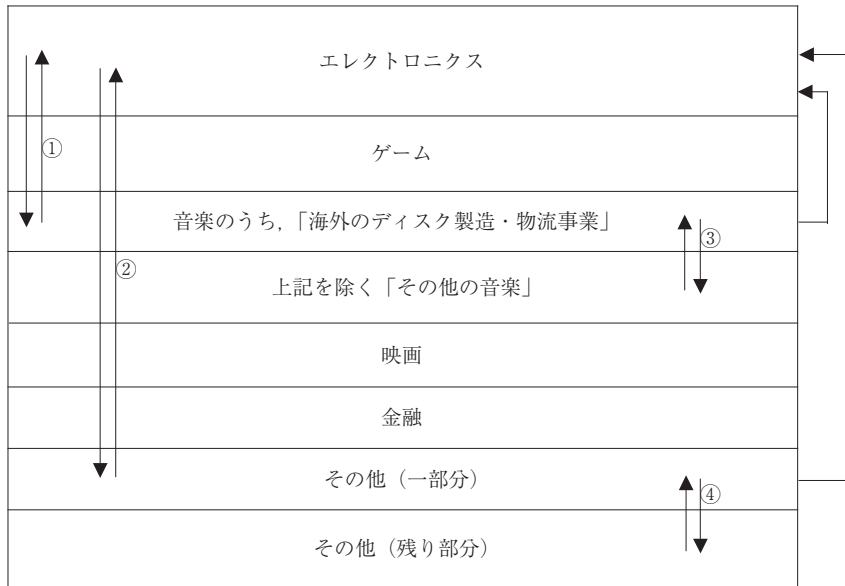 エレクトロニクス
①
ゲーム
音楽のうち，「海外のディスク製造・物流事業」
③
②
上記を除く「その他の音楽」
映画
金融
その他（一部分）
④
その他（残り部分）